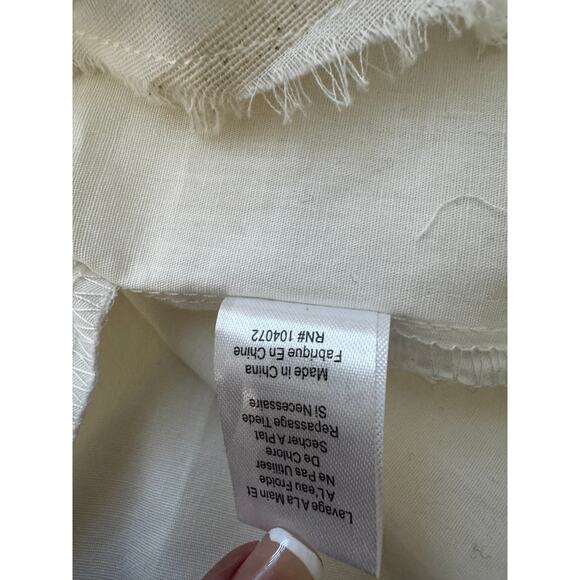 Lavage A La Main Et
A L'eau Froide
Ne Pas Utiliser
De Chlore
Secher A Plat
Repassage Tiede
Si Necessaire
Made in China
Fabrique En Chine
RN# 104072